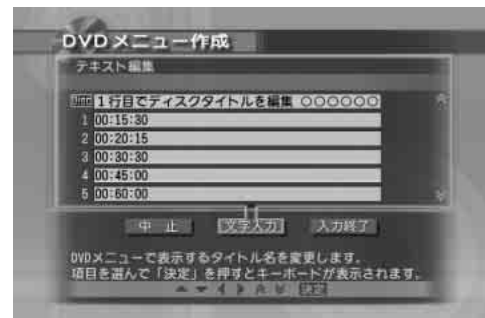 DVDメニュー作成
テキスト編集
1行目でディスクタイトルを編集 ○○○○○○
1 00:15:30
2 00:20:15
3 00:30:30
4 00:45:00
5 00:60:00
中 止 文字入力 入力終了
DVDメニューで表示するタイトル名を変更します。
項目を選んで「決定」を押すとキーボードが表示されます。
決定